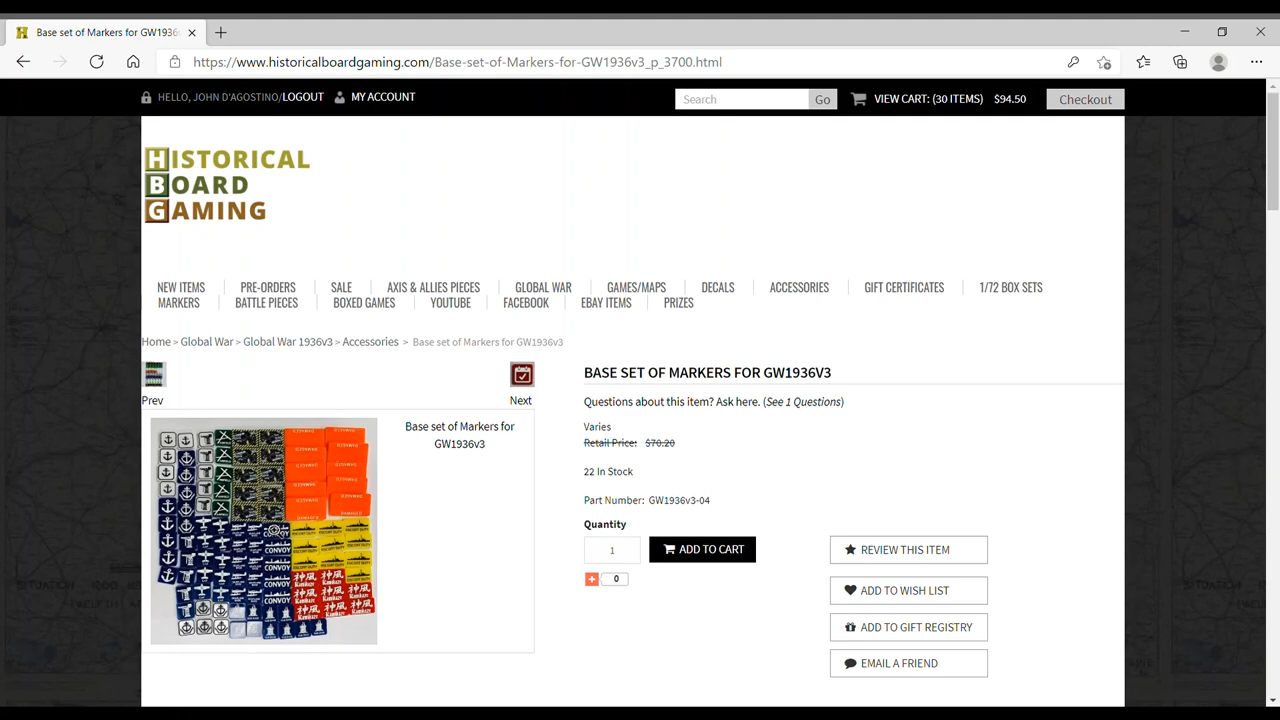 Base set of Markers for GW1936
https://www.historicalboardgaming.com/Base-set-of-Markers-for-GW1936v3_p_3700.html
HELLO, JOHN D'AGOSTINO/LOGOUT MY ACCOUNT
Search Go VIEW CART: (30 ITEMS) $94.50 Checkout
HISTORICAL
BOARD
GAMING
NEW ITEMS PRE-ORDERS SALE AXIS & ALLIES PIECES GLOBAL WAR GAMES/MAPS DECALS ACCESSORIES GIFT CERTIFICATES 1/72 BOX SETS
MARKERS BATTLE PIECES BOXED GAMES YOUTUBE FACEBOOK EBAY ITEMS PRIZES
Home > Global War > Global War 1936v3 > Accessories > Base set of Markers for GW1936v3
Prev
Next
Base set of Markers for
GW1936v3
CONVOY
CONVOY
神風
Kamikaze
BASE SET OF MARKERS FOR GW1936V3
Questions about this item? Ask here. (See 1 Questions)
Varies
Retail Price: $70.20
22 In Stock
Part Number: GW1936v3-04
Quantity
1 ADD TO CART
0
REVIEW THIS ITEM
ADD TO WISH LIST
ADD TO GIFT REGISTRY
EMAIL A FRIEND